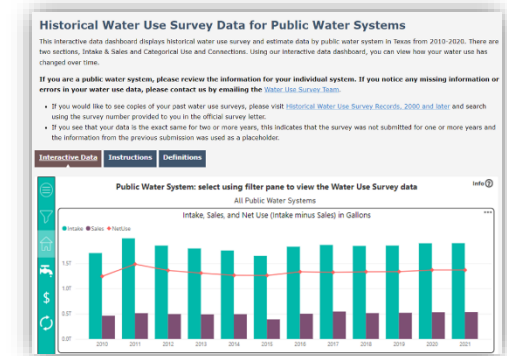 Historical Water Use Survey Data for Public Water Systems
This interactive data dashboard displays historical water use survey and estimate data by public water system in Texas from 2010-2020. There are
two sections, Intake & Sales and Categorical Use and Connections. Using our interactive data dashboard, you can view how your water use has
changed over time.
If you are a public water system, please review the information for your individual system. If you notice any missing information or
errors in your water use data, please contact us by emailing the Water Use Survey Team.
• If you would like to see copies of your past water use surveys, please visit Historical Water Use Survey Records, 2000 and later and search
using the survey number provided to you in the official survey letter.
• If you see that your data is the exact same for two or more years, this indicates that the survey was not submitted for one or more years and
the information from the previous submission was used as a placeholder.
Interactive Data Instructions Definitions
Public Water System: select using filter pane to view the Water Use Survey data
Info ?
All Public Water Systems
Intake, Sales, and Net Use (Intake minus Sales) in Gallons
Intake Sales NetUse
1.5T
1.0T
0.5T
0.0T
2010 2011 2012 2013 2014 2015 2016 2017 2018 2019 2020 2021
$